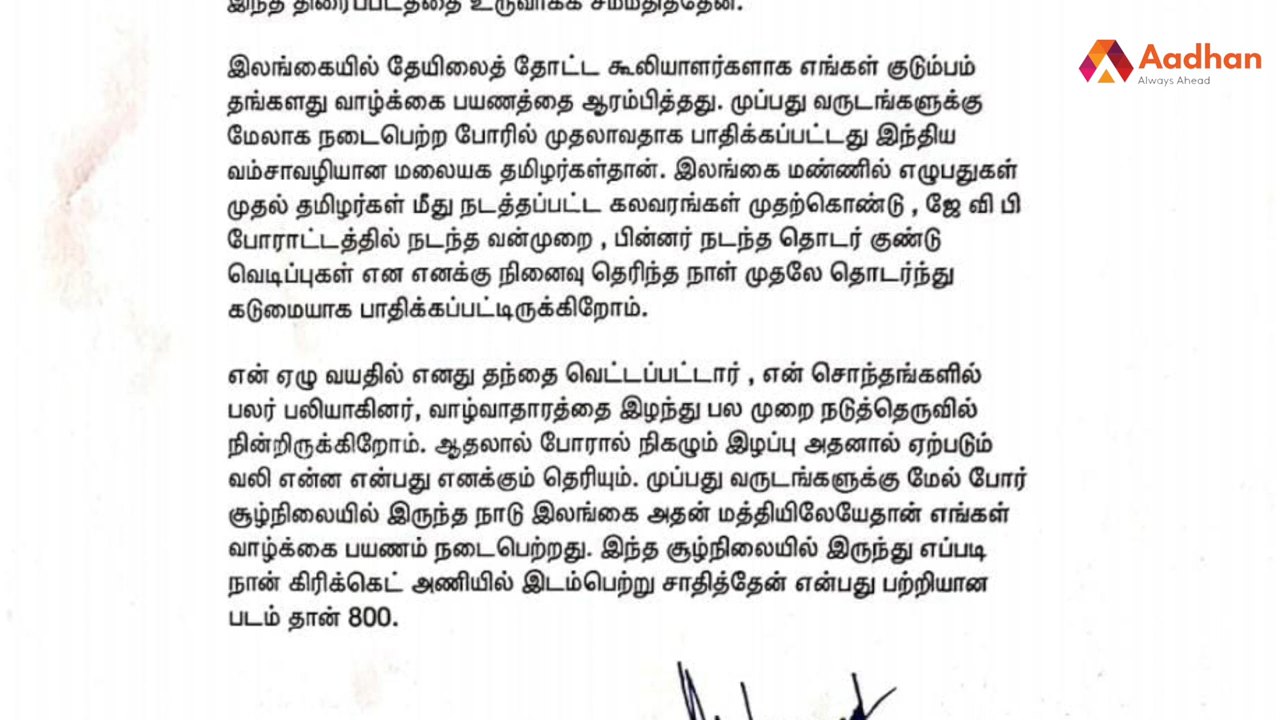 இந்த திரைப்படத்தை உருவாக்க சம்மதித்தேன்.
Aadhan
Always Ahead
இலங்கையில் தேயிலைத் தோட்ட கூலியாளர்களாக எங்கள் குடும்பம்
தங்களது வாழ்க்கை பயணத்தை ஆரம்பித்தது. முப்பது வருடங்களுக்கு
மேலாக நடைபெற்ற போரில் முதலாவதாக பாதிக்கப்பட்டது இந்திய
வம்சாவழியான மலையக தமிழர்கள்தான். இலங்கை மண்ணில் எழுபதுகள்
முதல் தமிழர்கள் மீது நடத்தப்பட்ட கலவரங்கள் முதற்கொண்டு , ஜே வி பி
போராட்டத்தில் நடந்த வன்முறை , பின்னர் நடந்த தொடர் குண்டு
வெடிப்புகள் என எனக்கு நினைவு தெரிந்த நாள் முதலே தொடர்ந்து
கடுமையாக பாதிக்கப்பட்டிருக்கிறோம்.
என் ஏழு வயதில் எனது தந்தை வெட்டப்பட்டார் , என் சொந்தங்களில்
பலர் பலியாகினர், வாழ்வாதாரத்தை இழந்து பல முறை நடுத்தெருவில்
நின்றிருக்கிறோம். ஆதலால் போரால் நிகழும் இழப்பு அதனால் ஏற்படும்
வலி என்ன என்பது எனக்கும் தெரியும். முப்பது வருடங்களுக்கு மேல் போர்
சூழ்நிலையில் இருந்த நாடு இலங்கை அதன் மத்தியிலேயேதான் எங்கள்
வாழ்க்கை பயணம் நடைபெற்றது. இந்த சூழ்நிலையில் இருந்து எப்படி
நான் கிரிக்கெட் அணியில் இடம்பெற்று சாதித்தேன் என்பது பற்றியான
படம் தான் 800.